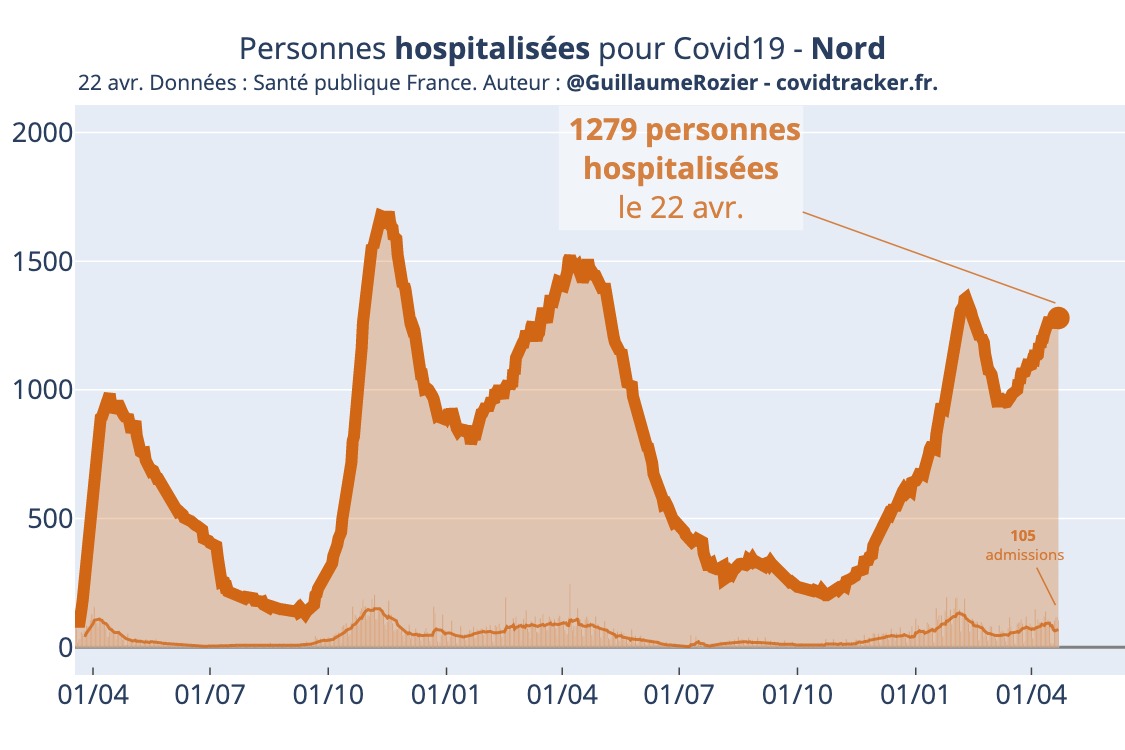 Personnes hospitalisées pour Covid19 - Nord
22 avr. Données : Santé publique France. Auteur : @GuillaumeRozier - covidtracker.fr.
2000
1500
1000
500
0
1279 personnes
hospitalisées
le 22 avr.
105
admissions
01/04 01/07 01/10 01/01 01/04 01/07 01/10 01/01 01/04